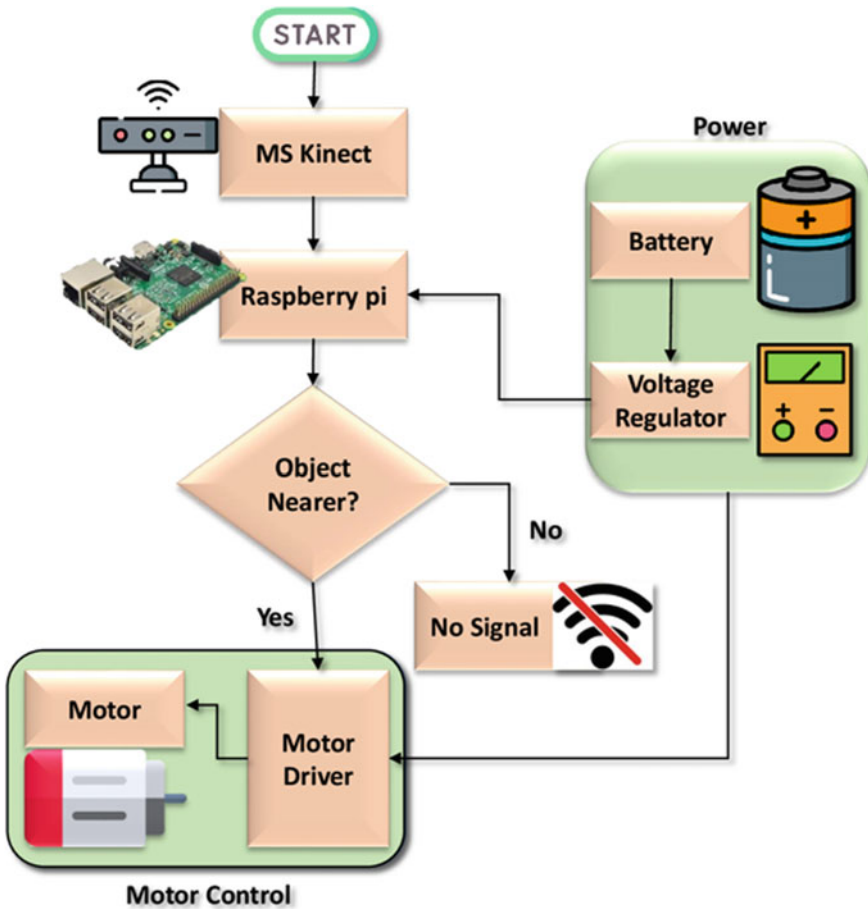 START
MS Kinect
Power
Battery
Raspberry pi
Voltage
Regulator
+ −
Object
Nearer?
No
Yes
No Signal
Motor
Motor
Driver
Motor Control